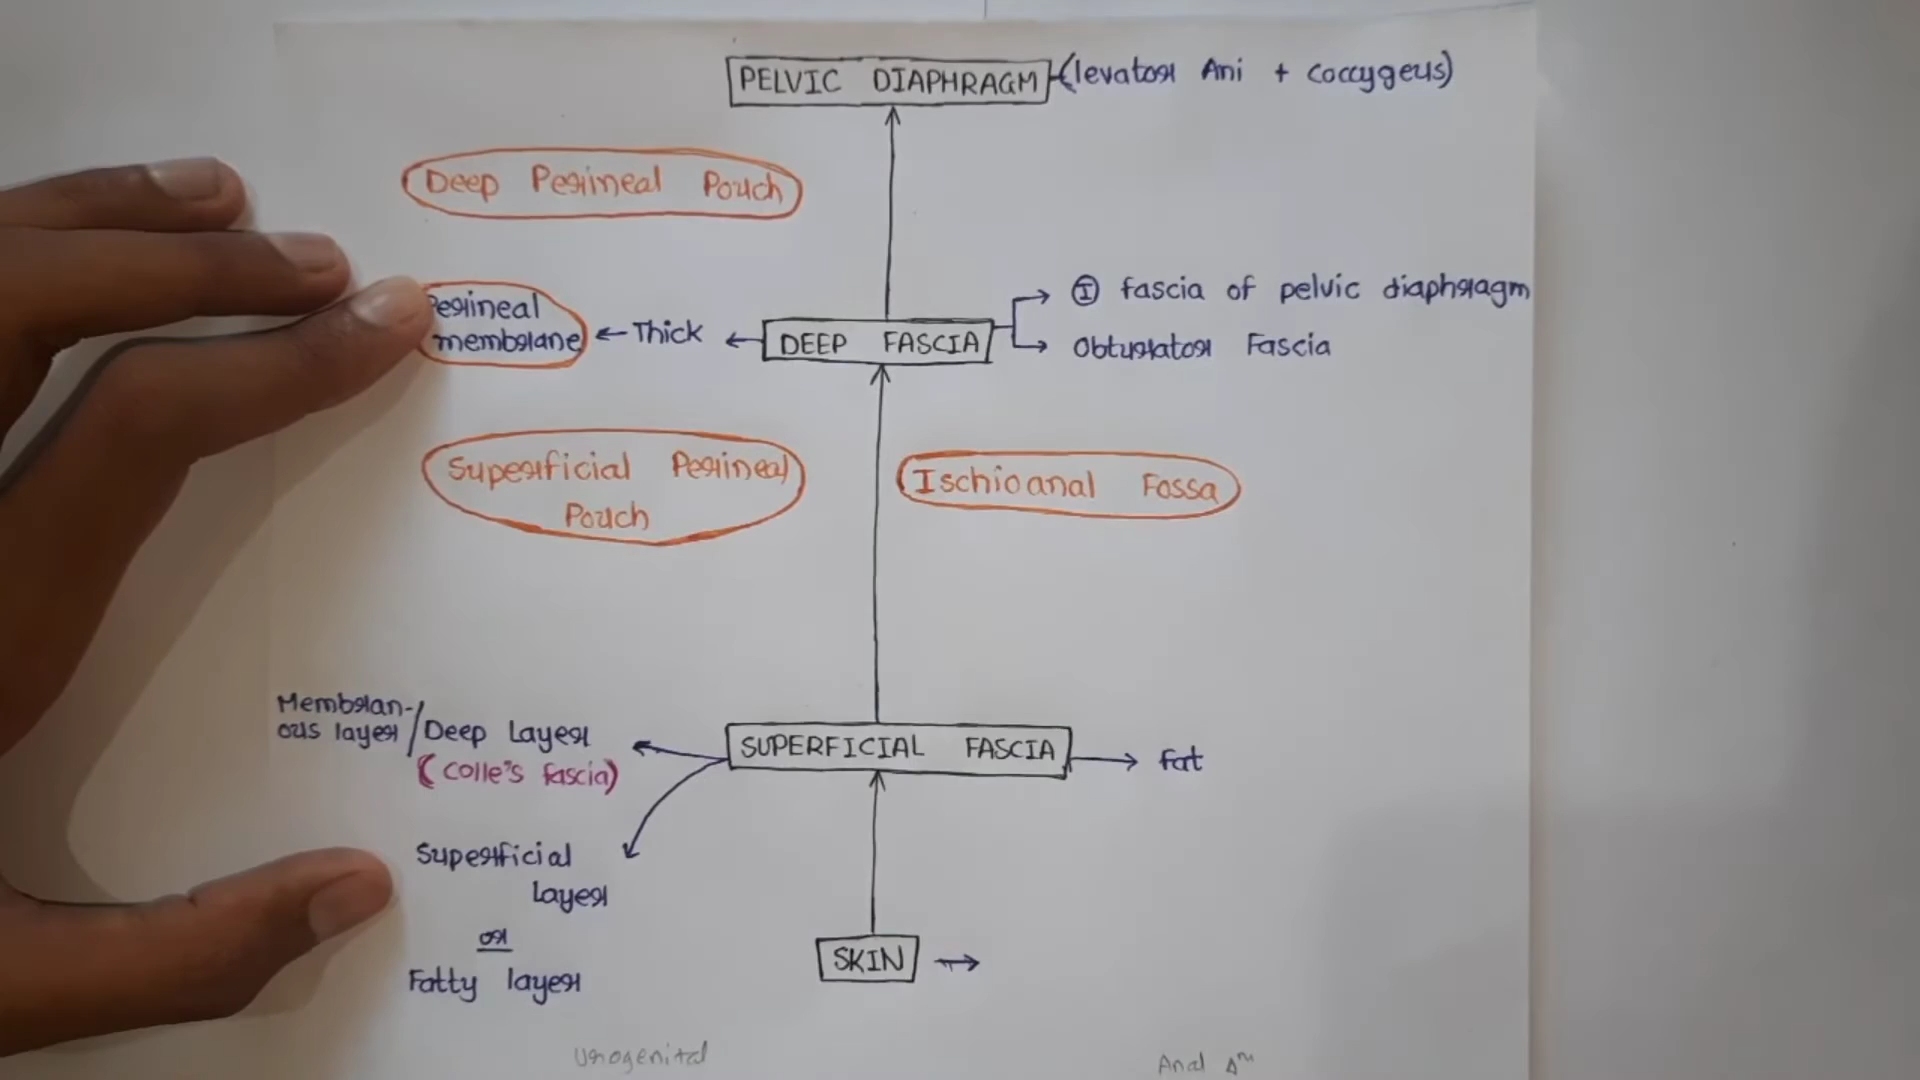 PELVIC DIAPHRAGM (levator Ani + coccygeus)
Deep Perineal Pouch
Perineal
membrane ← Thick ← DEEP FASCIA
① fascia of pelvic diaphragm
Obturator Fascia
Superficial Perineal
Pouch
Ischioanal Fossa
Membran-
ous layer / Deep Layer
(Colle's fascia)
SUPERFICIAL FASCIA → Fat
Superficial
layer
or
Fatty layer
SKIN →
Urogenital
Anal Δ